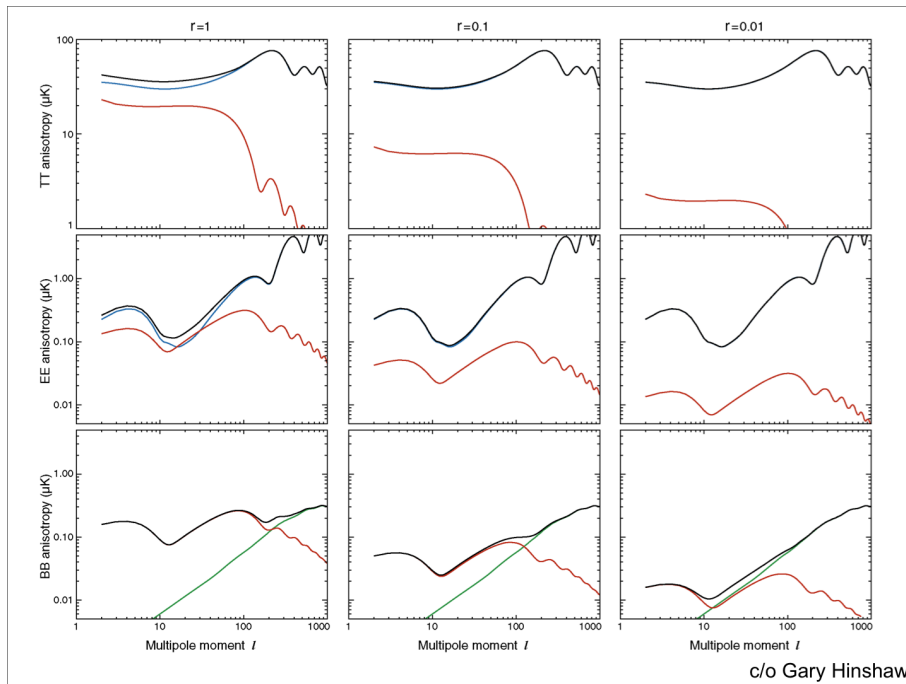 r=1 r=0.1 r=0.01
100
10
1
TT anisotropy (μK)
1.00
0.10
0.01
EE anisotropy (μK)
1.00
0.10
0.01
BB anisotropy (μK)
1 10 100 1000
1 10 100 1000
1 10 100 1000
Multipole moment l
Multipole moment l
Multipole moment l
c/o Gary Hinshaw